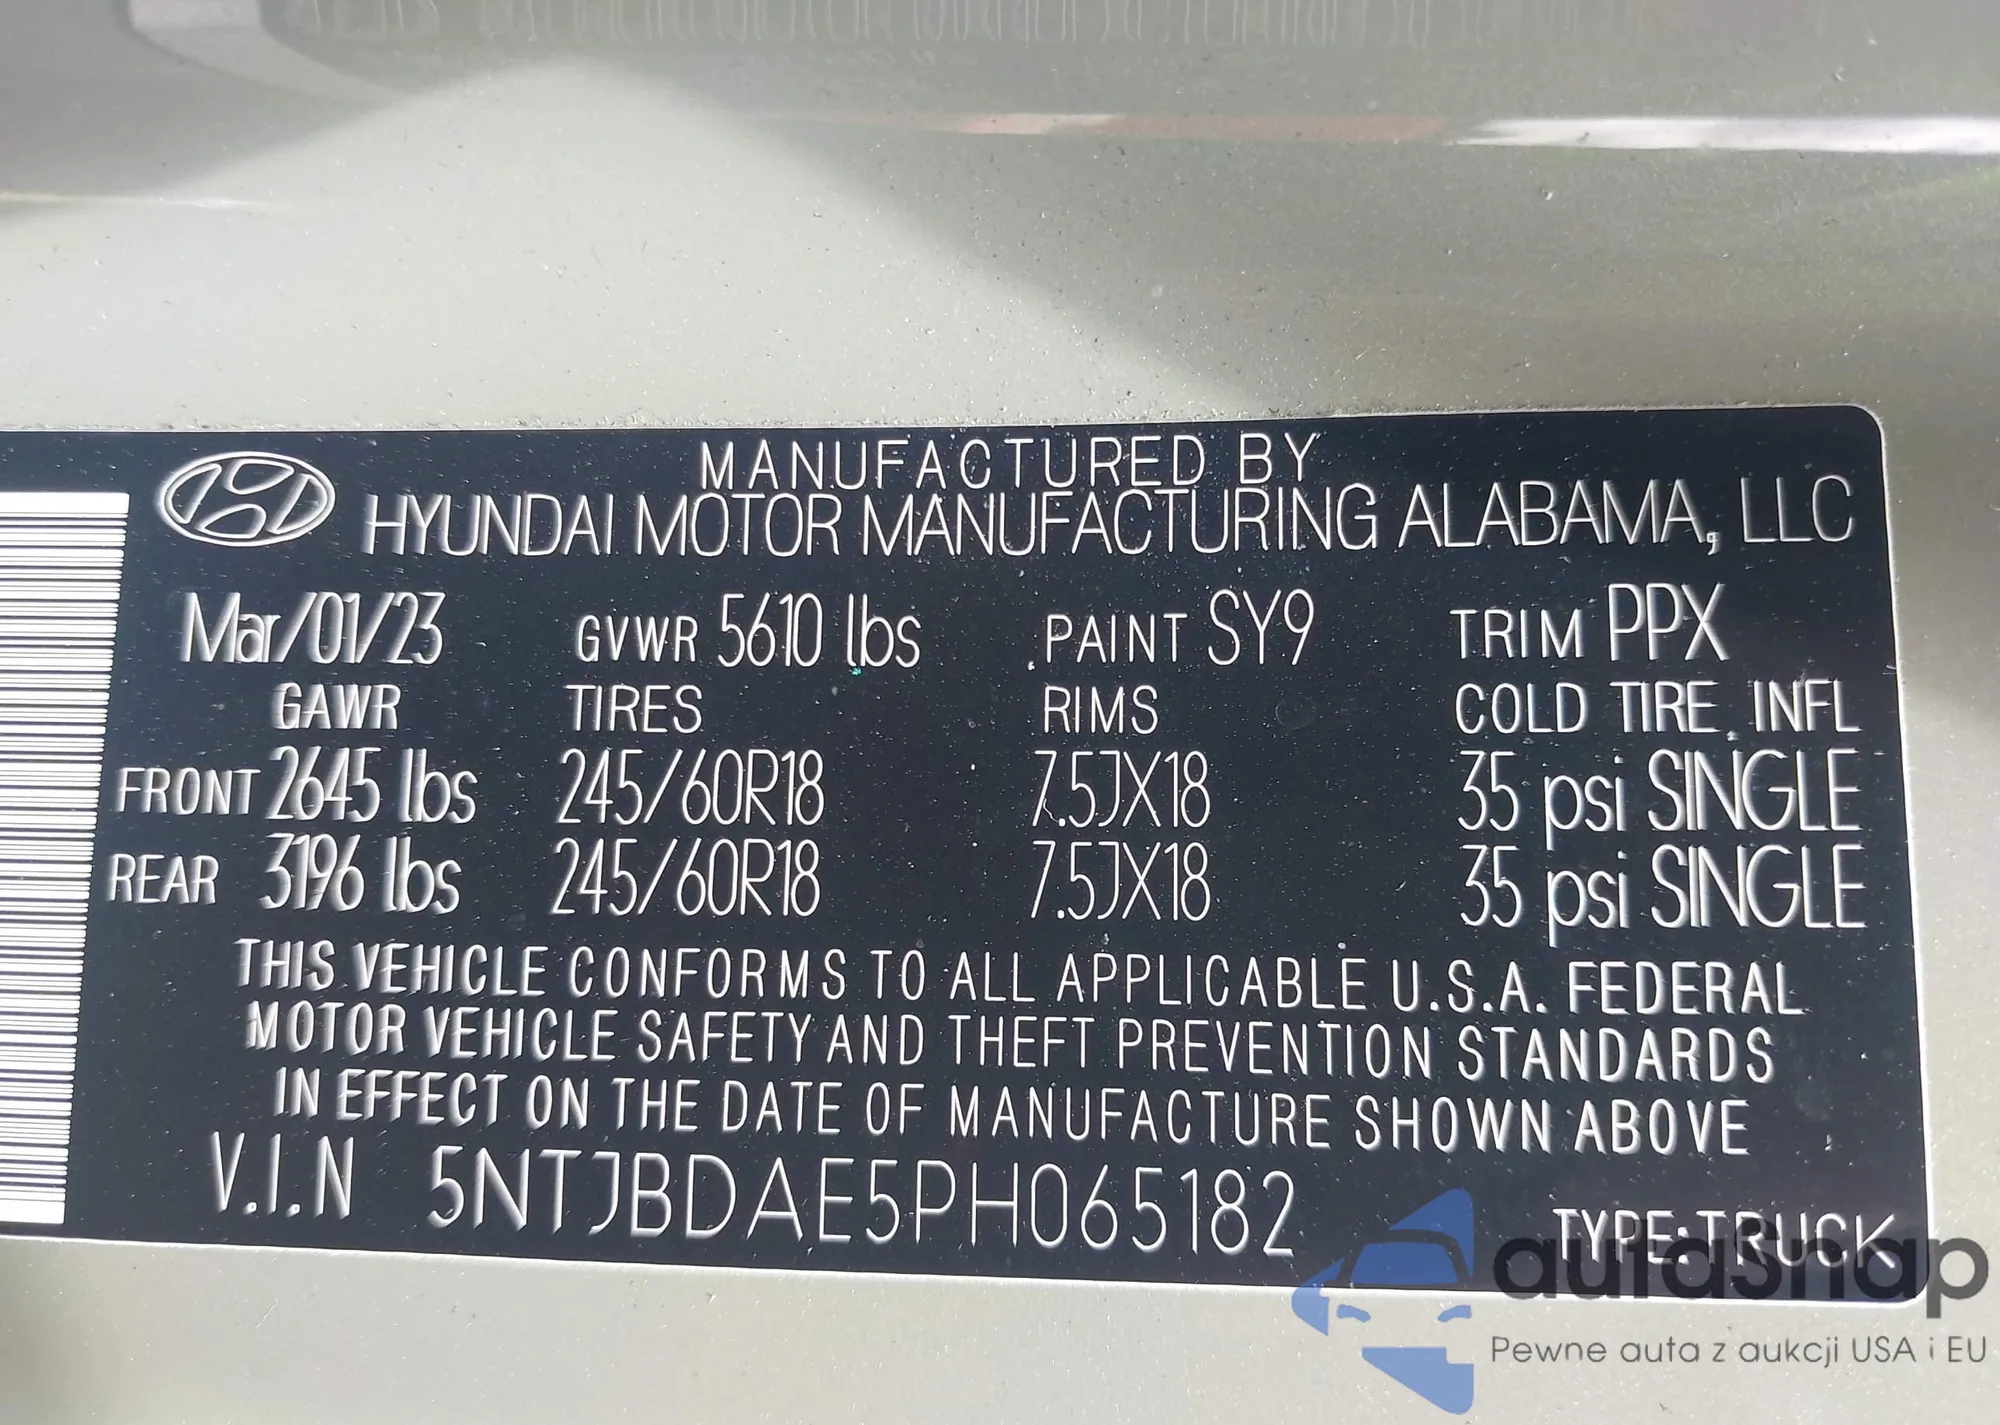 MANUFACTURED BY
HYUNDAI MOTOR MANUFACTURING ALABAMA, LLC
Mar/01/23 GVWR 5610 lbs PAINT SY9 TRIM PPX
GAWR TIRES RIMS COLD TIRE INFL
FRONT 2645 lbs 245/60R18 7.5JX18 35 psi SINGLE
REAR 3196 lbs 245/60R18 7.5JX18 35 psi SINGLE
THIS VEHICLE CONFORMS TO ALL APPLICABLE U.S.A. FEDERAL
MOTOR VEHICLE SAFETY AND THEFT PREVENTION STANDARDS
IN EFFECT ON THE DATE OF MANUFACTURE SHOWN ABOVE
V.I.N 5NTJBDAE5PH065182 TYPE:TRUCK
autasnap
Pewne auta z aukcji USA i EU